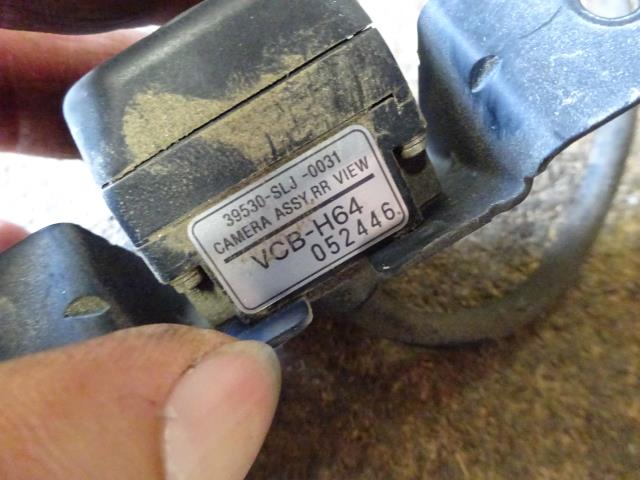 39530-SLJ-0031
CAMERA ASSY,RR VIEW
VCB-H64
052446.